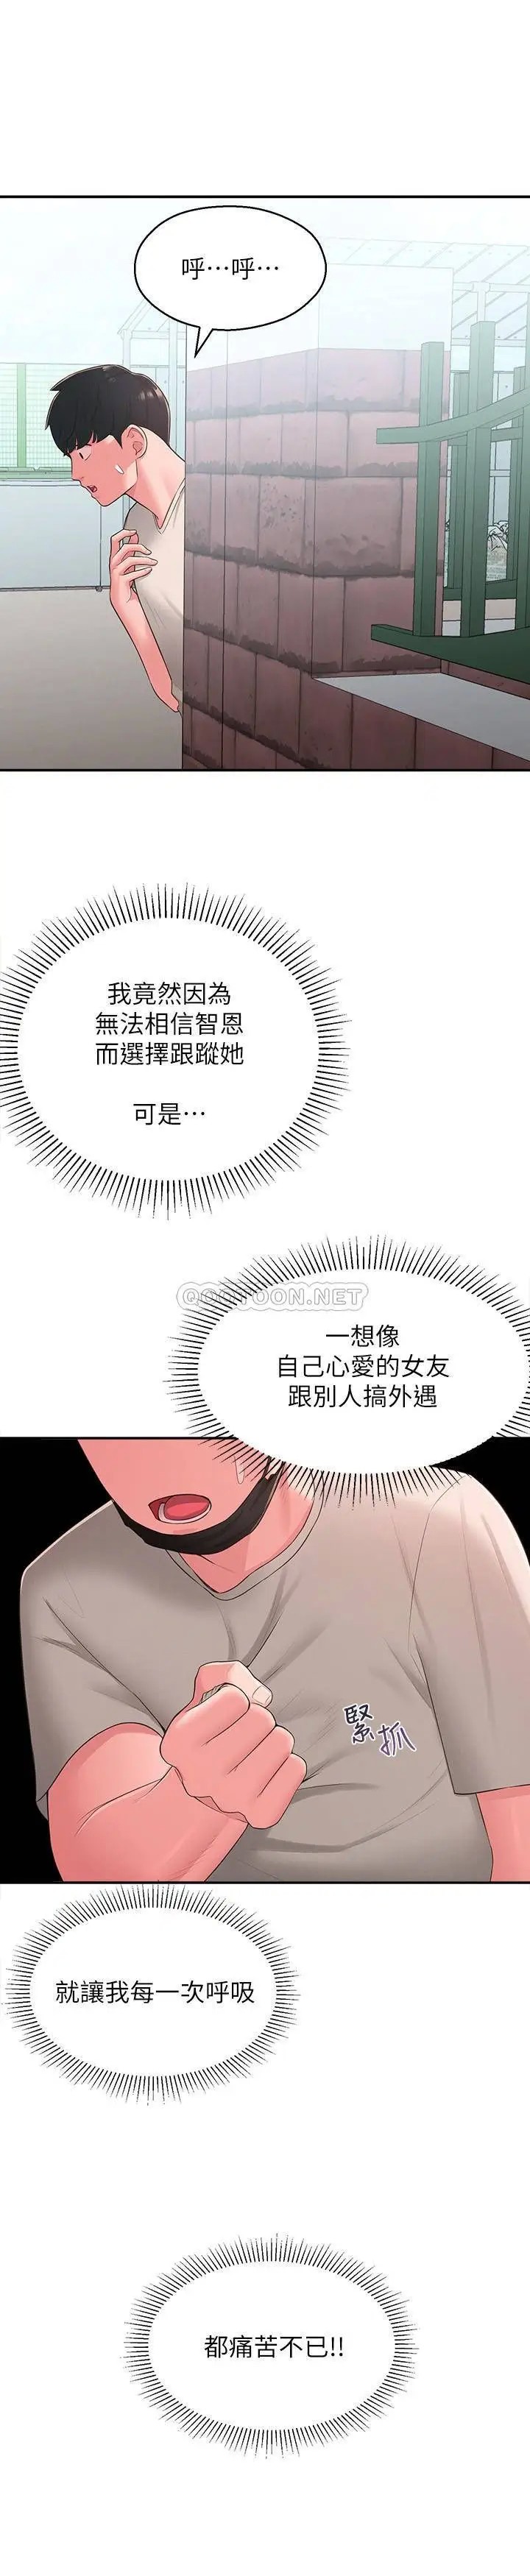 呼…呼…
我竟然因為
無法相信智恩
而選擇跟蹤她
可是…
QOOTOON.NET
一想像
自己心愛的女友
跟別人搞外遇
緊抓
就讓我每一次呼吸
都痛苦不已!!